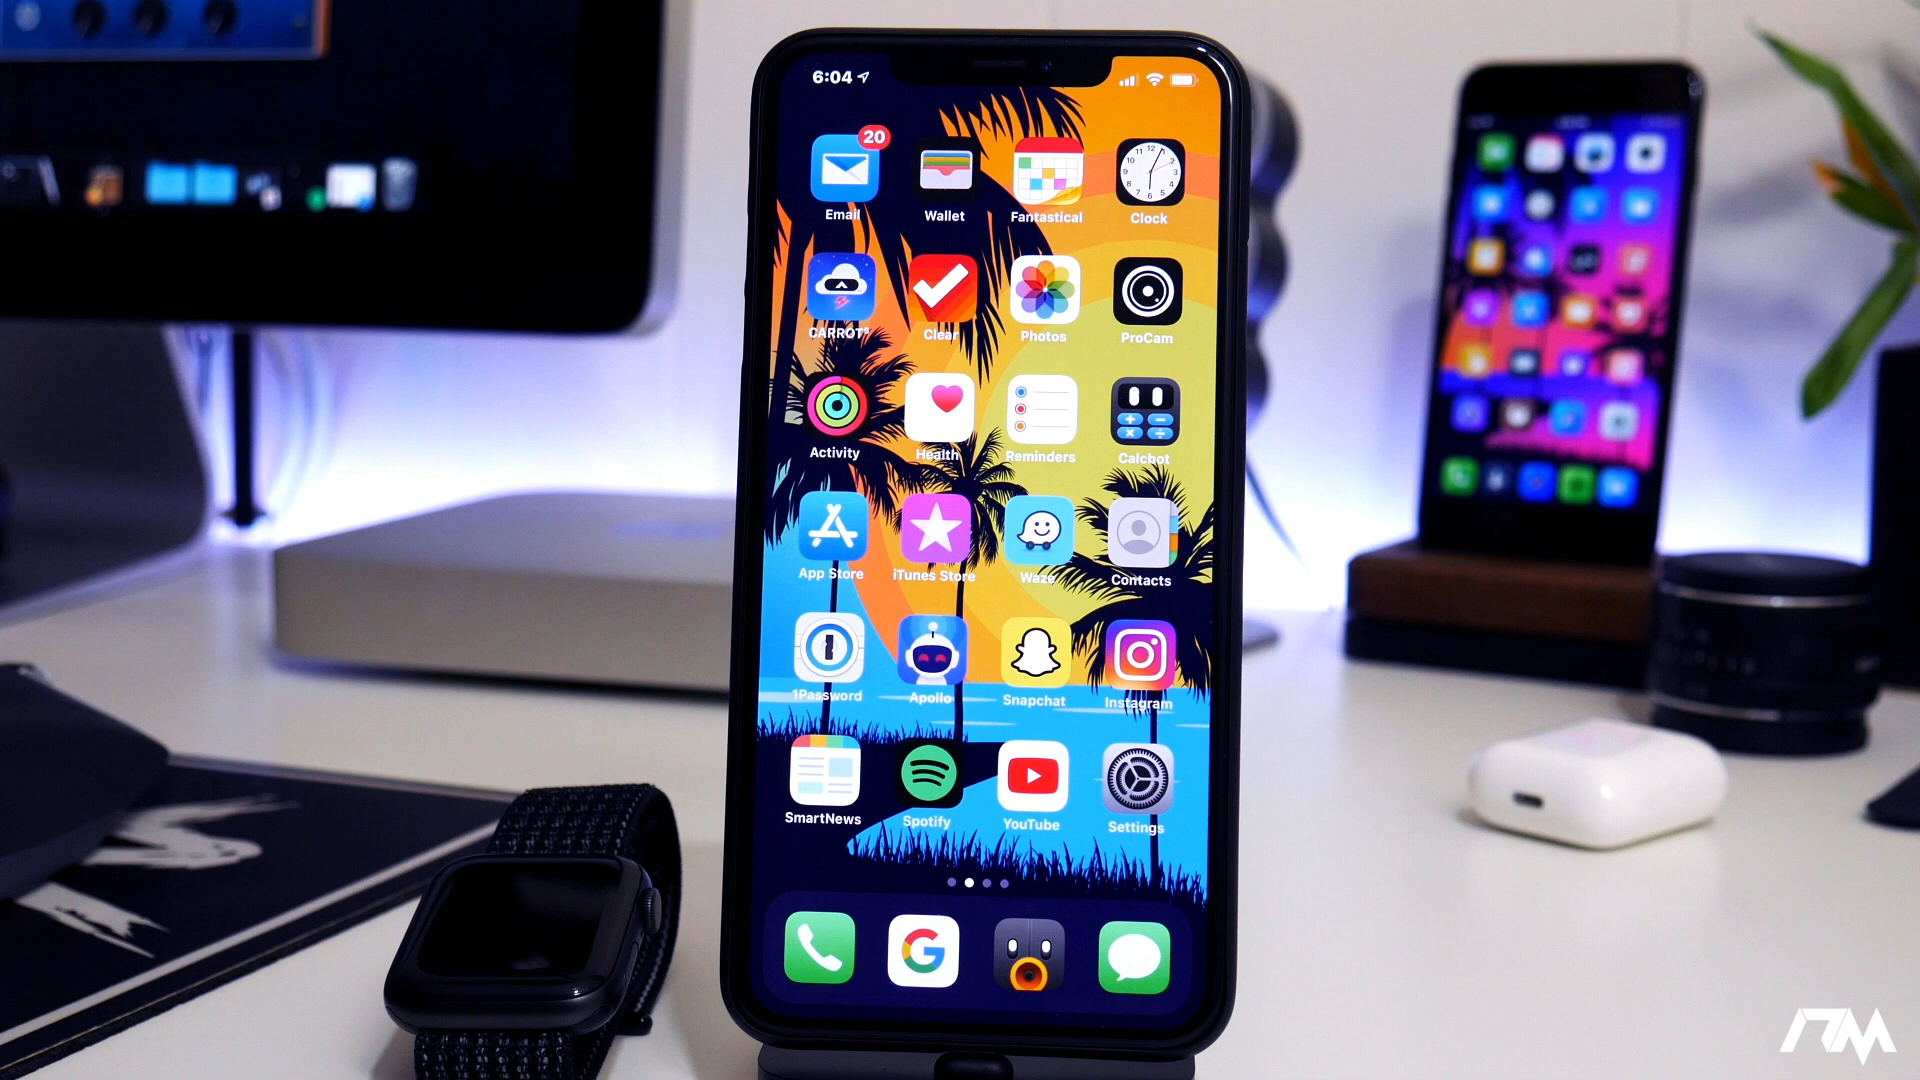 6:04
20
Email
Wallet
Fantastical
Clock
CARROT⁵
Clear
Photos
ProCam
Activity
Health
Reminders
Calcbot
App Store
iTunes Store
Waze
Contacts
1Password
Apollo
Snapchat
Instagram
SmartNews
Spotify
YouTube
Settings
G